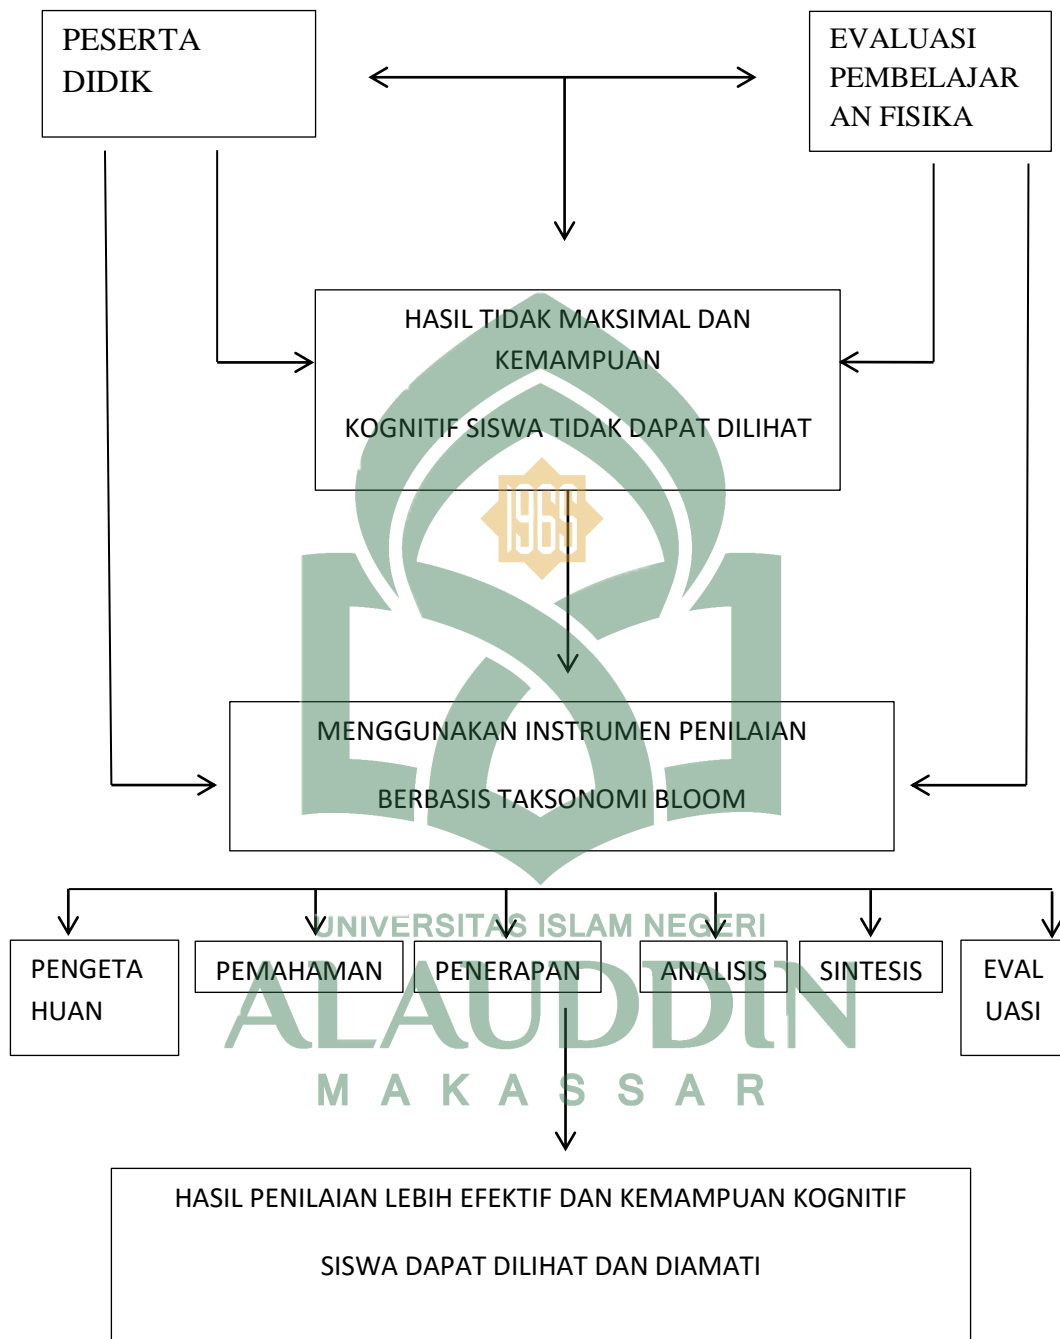 PESERTA
DIDIK
EVALUASI
PEMBELAJAR
AN FISIKA
HASIL TIDAK MAKSIMAL DAN
KEMAMPUAN
KOGNITIF SISWA TIDAK DAPAT DILIHAT
1965
MENGGUNAKAN INSTRUMEN PENILAIAN
BERBASIS TAKSONOMI BLOOM
UNIVERSITAS ISLAM NEGERI
PENGETA
HUAN
PEMAHAMAN
PENERAPAN
ANALISIS
SINTESIS
EVAL
UASI
ALAUDDIN
MAKASSAR
HASIL PENILAIAN LEBIH EFEKTIF DAN KEMAMPUAN KOGNITIF
SISWA DAPAT DILIHAT DAN DIAMATI